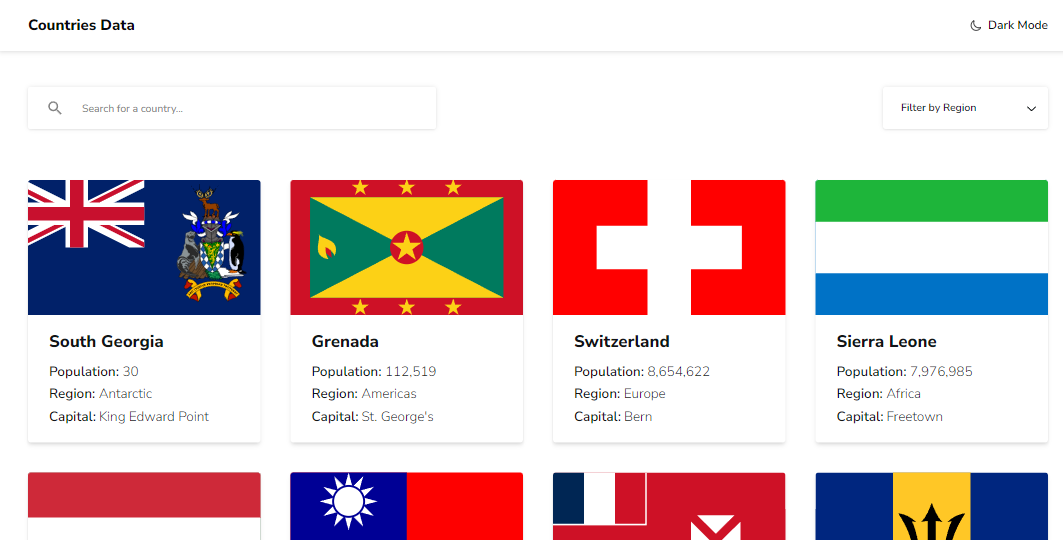 Countries Data
Dark Mode
Search for a country...
Filter by Region
South Georgia
Population: 30
Region: Antarctic
Capital: King Edward Point
Grenada
Population: 112,519
Region: Americas
Capital: St. George's
Switzerland
Population: 8,654,622
Region: Europe
Capital: Bern
Sierra Leone
Population: 7,976,985
Region: Africa
Capital: Freetown